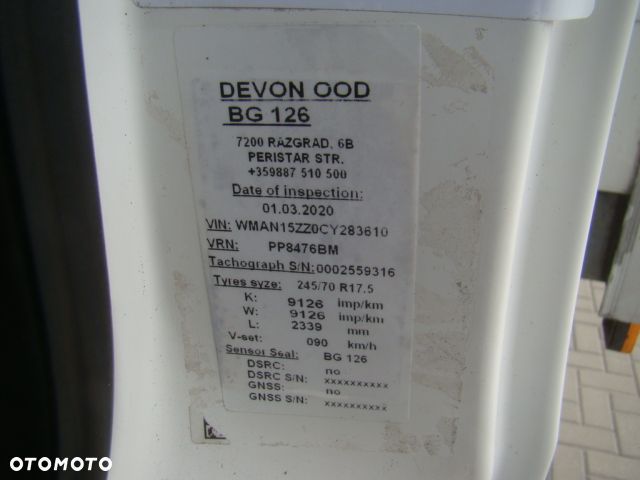 DEVON OOD
BG 126
7200 RAZGRAD, 6B
PERISTAR STR.
+359887 510 500
Date of inspection:
01.03.2020
VIN: WMAN15ZZ0CY283610
VRN: PP8476BM
Tachograph S/N: 0002559316
Tyres syze: 245/70 R17.5
K: 9126 imp/km
W: 9126 imp/km
L: 2339 mm
V-set: 090 km/h
Sensor Seal: BG 126
DSRC: no
DSRC S/N: xxxxxxxxxx
GNSS: no
GNSS S/N: xxxxxxxxxx
OTOMOTO